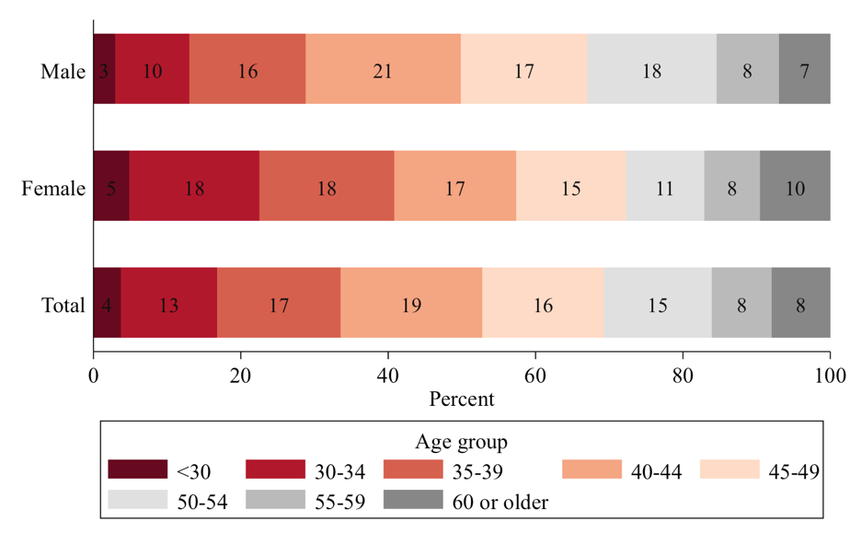 Male 3 10 16 21 17 18 8 7
Female 5 18 18 17 15 11 8 10
Total 4 13 17 19 16 15 8 8
0 20 40 60 80 100
Percent
Age group
<30 30-34 35-39 40-44 45-49
50-54 55-59 60 or older